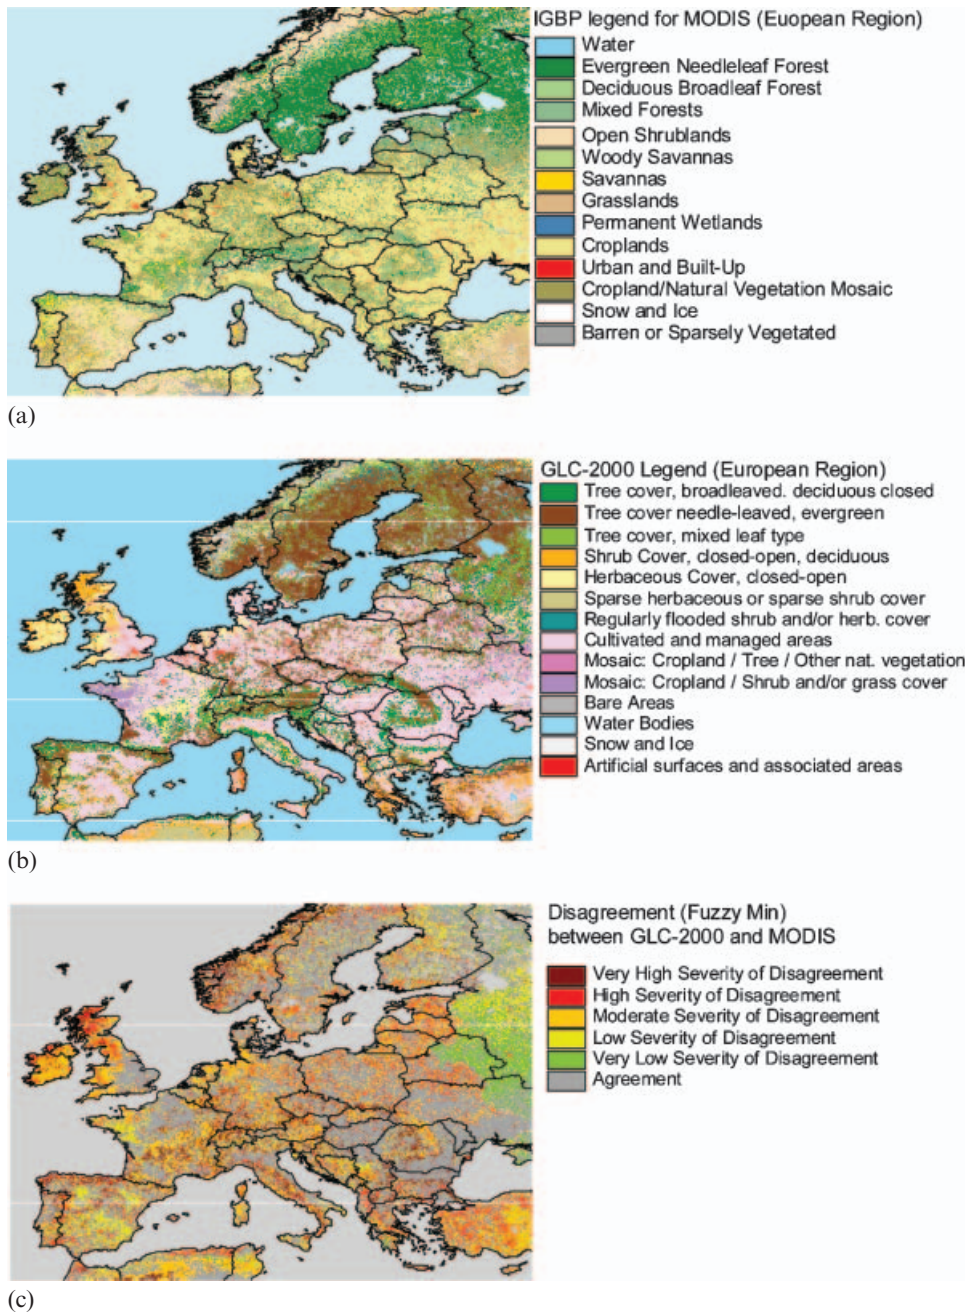 IGBP legend for MODIS (Euopean Region)
Water
Evergreen Needleleaf Forest
Deciduous Broadleaf Forest
Mixed Forests
Open Shrublands
Woody Savannas
Savannas
Grasslands
Permanent Wetlands
Croplands
Urban and Built-Up
Cropland/Natural Vegetation Mosaic
Snow and Ice
Barren or Sparsely Vegetated
(a)
GLC-2000 Legend (European Region)
Tree cover, broadleaved. deciduous closed
Tree cover needle-leaved, evergreen
Tree cover, mixed leaf type
Shrub Cover, closed-open, deciduous
Herbaceous Cover, closed-open
Sparse herbaceous or sparse shrub cover
Regularly flooded shrub and/or herb. cover
Cultivated and managed areas
Mosaic: Cropland / Tree / Other nat. vegetation
Mosaic: Cropland / Shrub and/or grass cover
Bare Areas
Water Bodies
Snow and Ice
Artificial surfaces and associated areas
(b)
Disagreement (Fuzzy Min)
between GLC-2000 and MODIS
Very High Severity of Disagreement
High Severity of Disagreement
Moderate Severity of Disagreement
Low Severity of Disagreement
Very Low Severity of Disagreement
Agreement
(c)